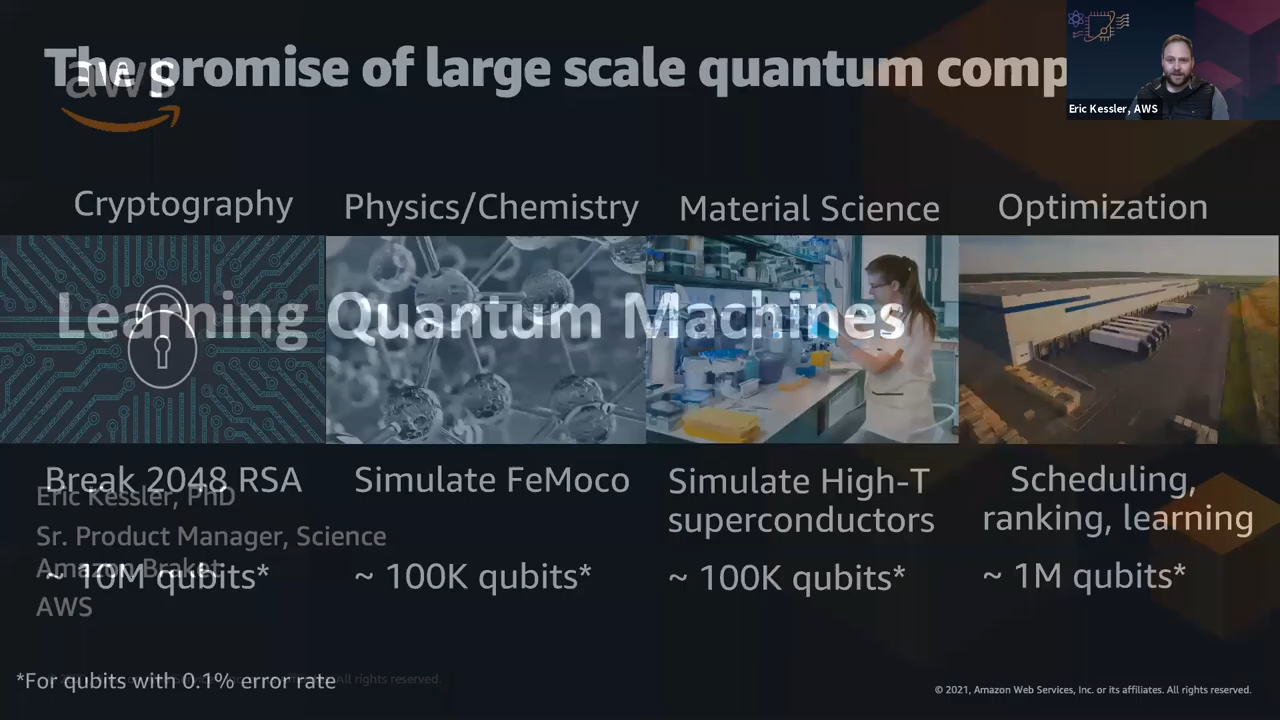 The promise of large scale quantum comp
aws
Eric Kessler, AWS
Cryptography
Physics/Chemistry
Material Science
Optimization
Learning Quantum Machines
Break 2048 RSA
Simulate FeMoco
Simulate High-T
superconductors
Scheduling,
ranking, learning
Eric Kessler, PhD
Sr. Product Manager, Science
Amazon Braket
AWS
~ 10M qubits*
~ 100K qubits*
~ 100K qubits*
~ 1M qubits*
*For qubits with 0.1% error rate
All rights reserved.
© 2021, Amazon Web Services, Inc. or its affiliates. All rights reserved.